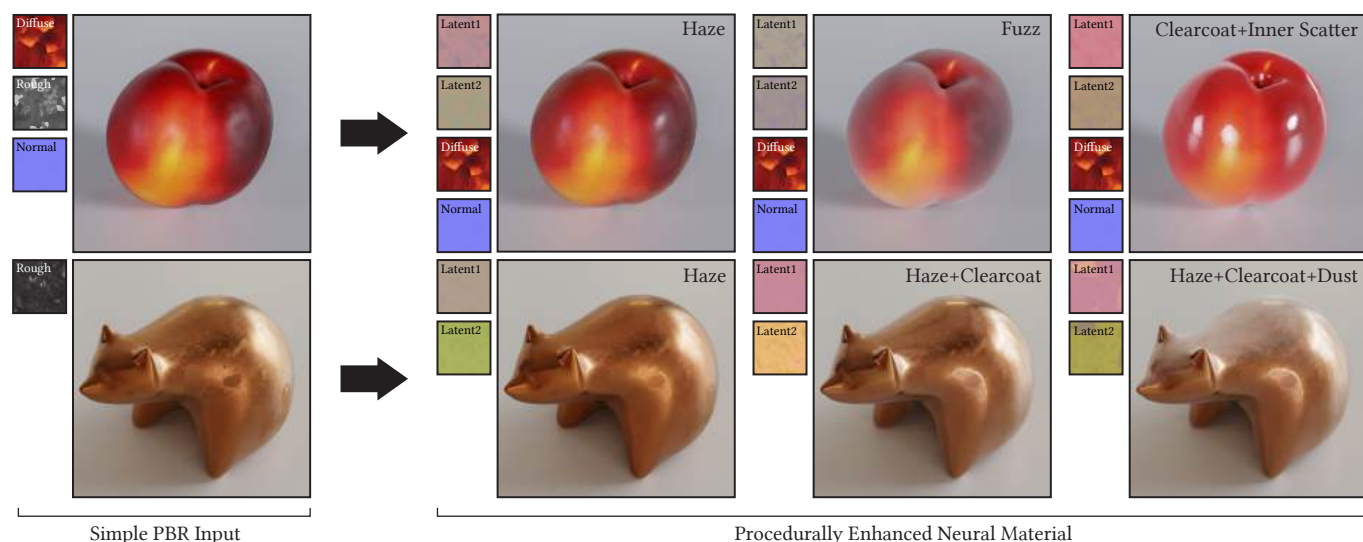 Diffuse
Rough
Normal
Latent1
Latent2
Diffuse
Normal
Haze
Latent1
Latent2
Diffuse
Normal
Fuzz
Latent1
Latent2
Diffuse
Normal
Clearcoat+Inner Scatter
Rough
Latent1
Latent2
Haze
Latent1
Latent2
Haze+Clearcoat
Latent1
Latent2
Haze+Clearcoat+Dust
Simple PBR Input
Procedurally Enhanced Neural Material